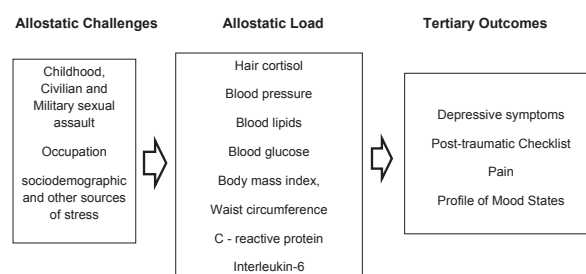 Allostatic Challenges
Allostatic Load
Tertiary Outcomes
Childhood,
Civilian and
Military sexual
assault
Occupation
sociodemographic
and other sources
of stress
Hair cortisol
Blood pressure
Blood lipids
Blood glucose
Body mass index,
Waist circumference
C - reactive protein
Interleukin-6
Depressive symptoms
Post-traumatic Checklist
Pain
Profile of Mood States